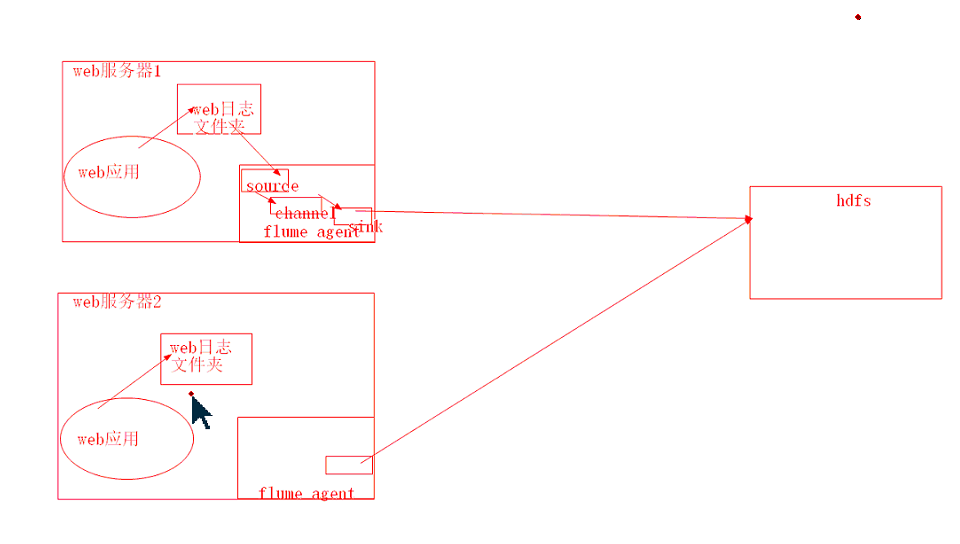 web服务器1
web日志
文件夹
web应用
source
channel
sink
flume agent
hdfs
web服务器2
web日志
文件夹
web应用
flume agent